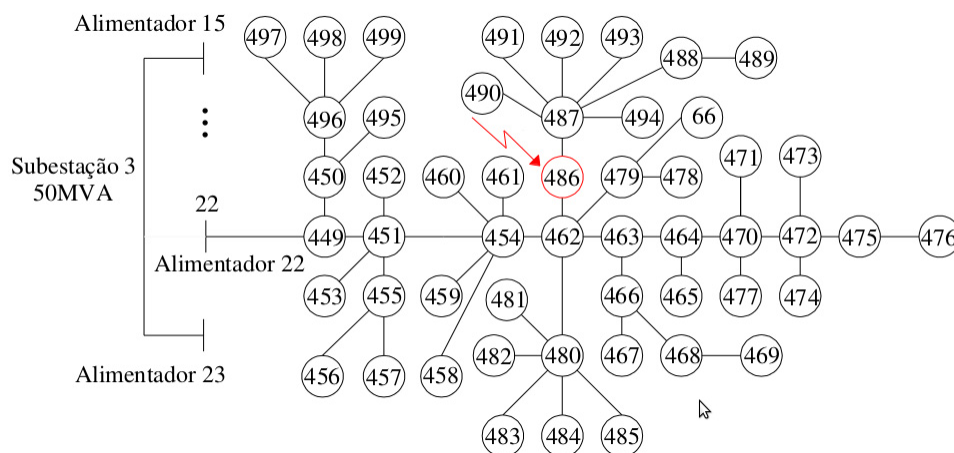 Alimentador 15
497 498 499 491 492 493
488 489
490
496 495 487 494 66
Subestação 3
50MVA
471 473
450 452 460 461 486 479 478
22
449 451 454 462 463 464 470 472 475 476
Alimentador 22
453 455 459 481 466 465 477 474
482 480 467 468 469
Alimentador 23
456 457 458
483 484 485